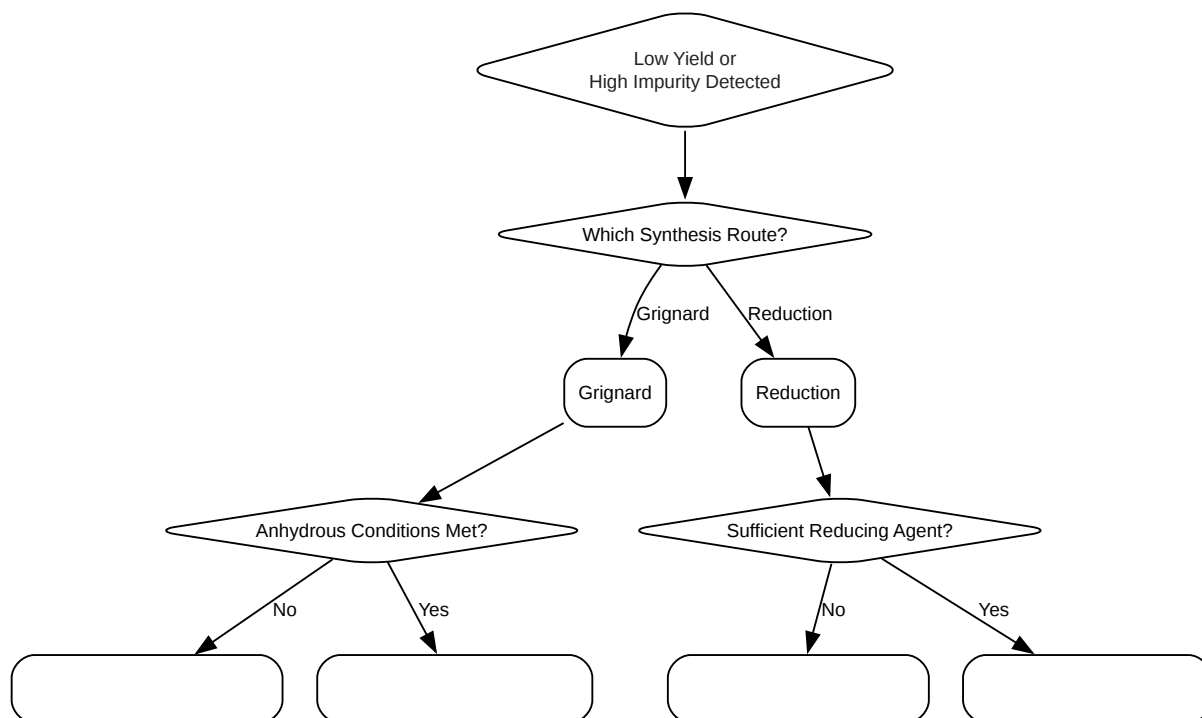 Low Yield or
High Impurity Detected
Which Synthesis Route?
Grignard
Reduction
Grignard
Reduction
Anhydrous Conditions Met?
Sufficient Reducing Agent?
No
Yes
No
Yes